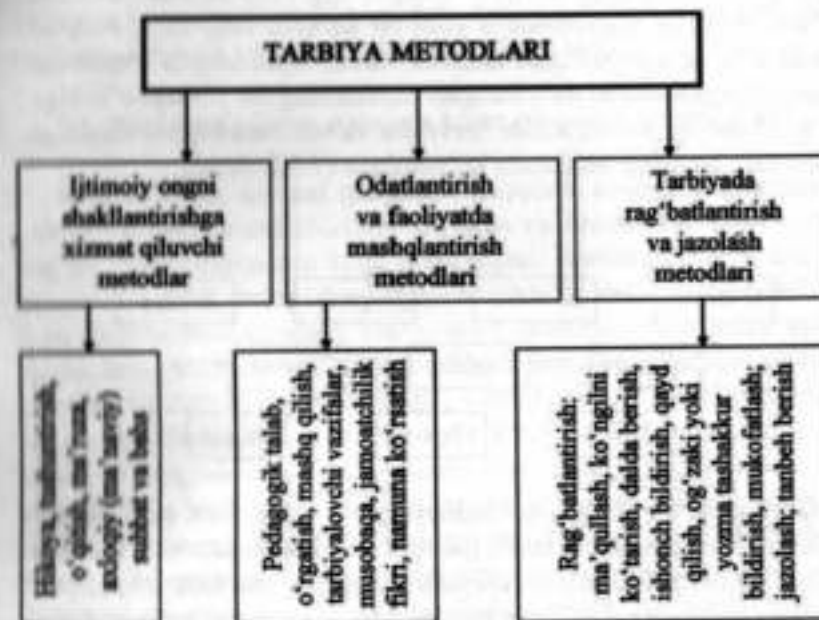 TARBIYA METODLARI
Ijtimoiy ongni
shakllantirishga
xizmat qiluvchi
metodlar
Odatlantirish
va faoliyatda
mashqlantirish
metodlari
Tarbiyada
rag‘batlantirish
va jazolash
metodlari
Hikoya, tushuntirish,
o‘qitish, ma’ruza,
axloqiy (ma’naviy)
suhbat va bahs
Pedagogik talab,
o‘rgatish, mashq qilish,
tarbiyalovchi vazifalar,
musobaqa, jamoatchilik
fikri, namuna ko‘rsatish
Rag‘batlantirish:
ma’qullash, ko‘ngilni
ko‘tarish, dalda berish,
ishonch bildirish, qayd
qilish, og‘zaki yoki
yozma tashakkur
bildirish, mukofatlash;
jazolash; tanbeh berish